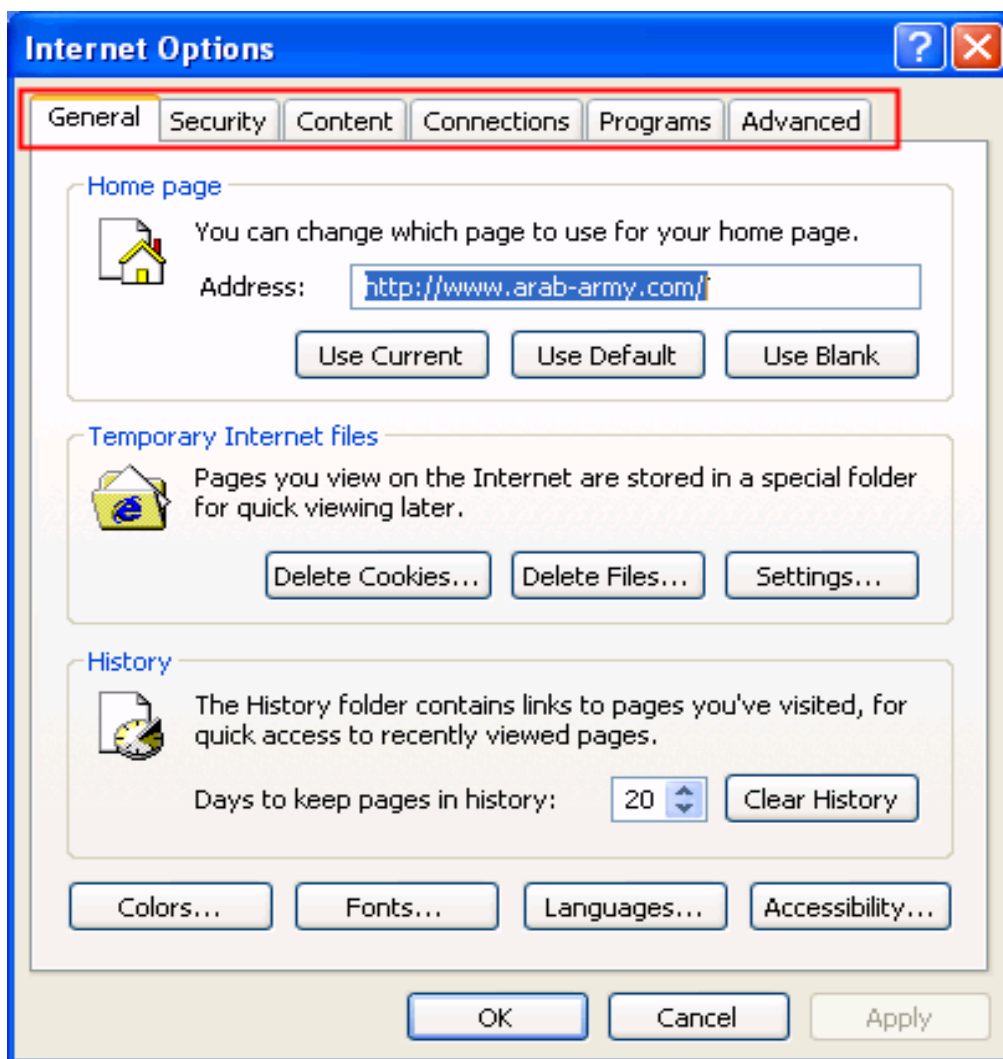 Internet Options
General Security Content Connections Programs Advanced
Home page
You can change which page to use for your home page.
Address: http://www.arab-army.com/
Use Current Use Default Use Blank
Temporary Internet files
Pages you view on the Internet are stored in a special folder
for quick viewing later.
Delete Cookies... Delete Files... Settings...
History
The History folder contains links to pages you've visited, for
quick access to recently viewed pages.
Days to keep pages in history: 20 Clear History
Colors... Fonts... Languages... Accessibility...
OK Cancel Apply